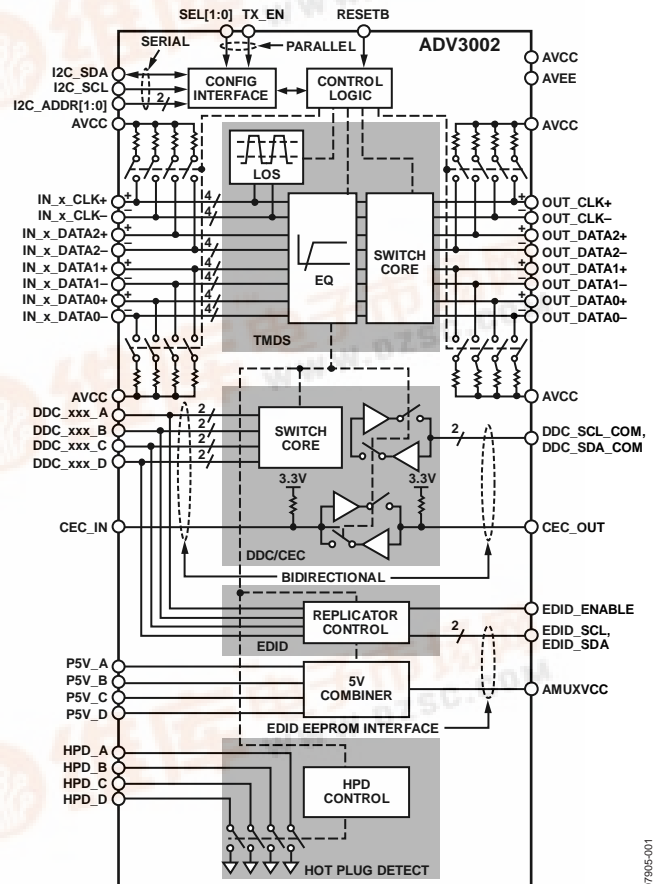 SEL[1:0] TX_EN RESETB
SERIAL
PARALLEL
ADV3002
I2C_SDA
I2C_SCL
I2C_ADDR[1:0]
2
AVCC
CONFIG
INTERFACE
CONTROL
LOGIC
AVCC
AVEE
AVCC
LOS
IN_x_CLK+
IN_x_CLK–
IN_x_DATA2+
IN_x_DATA2–
IN_x_DATA1+
IN_x_DATA1–
IN_x_DATA0+
IN_x_DATA0–
+
–
+
–
+
–
+
–
4
4
4
4
EQ
SWITCH
CORE
TMDS
+
–
+
–
+
–
+
–
OUT_CLK+
OUT_CLK–
OUT_DATA2+
OUT_DATA2–
OUT_DATA1+
OUT_DATA1–
OUT_DATA0+
OUT_DATA0–
AVCC
AVCC
DDC_xxx_A
DDC_xxx_B
DDC_xxx_C
DDC_xxx_D
2
2
2
2
SWITCH
CORE
2
DDC_SCL_COM,
DDC_SDA_COM
3.3V
3.3V
CEC_IN
CEC_OUT
DDC/CEC
BIDIRECTIONAL
REPLICATOR
CONTROL
EDID
EDID_ENABLE
2
EDID_SCL,
EDID_SDA
P5V_A
P5V_B
P5V_C
P5V_D
5V
COMBINER
AMUXVCC
EDID EEPROM INTERFACE
HPD_A
HPD_B
HPD_C
HPD_D
HPD
CONTROL
HOT PLUG DETECT
7905-001
WWW.DZSC.COM